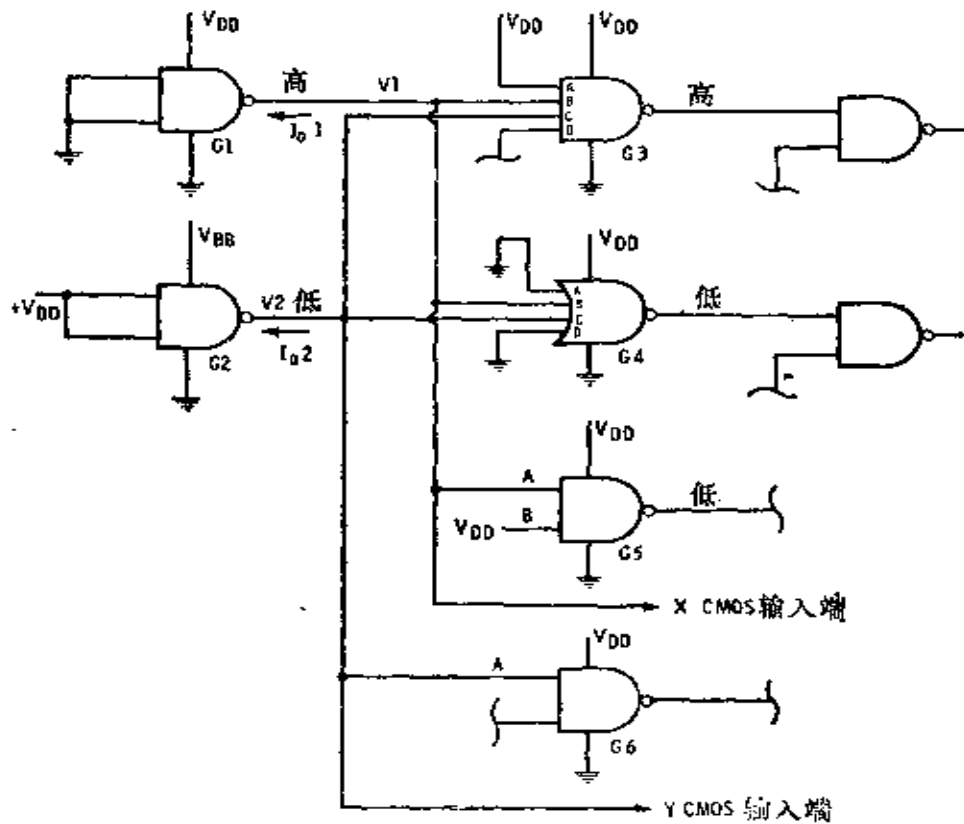 VDD
VDD
VDD
高
V1
A
B
C
D
高
Io1
G1
G3
VBB
VDD
+VDD
V2 低
A
C
D
低
Io2
G2
G4
VDD
A
低
VDD
B
G5
X CMOS输入端
VDD
A
G6
Y CMOS 输入端